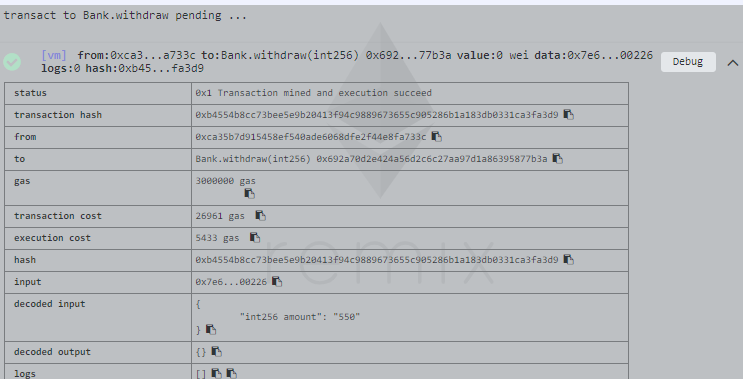 transact to Bank.withdraw pending ...
[vm] from:0xca3...a733c to:Bank.withdraw(int256) 0x692...77b3a value:0 wei data:0x7e6...00226
logs:0 hash:0xb45...fa3d9
Debug
status 0x1 Transaction mined and execution succeed
transaction hash 0xb4554b8cc73bee5e9b20413f94c9889673655c905286b1a183db0331ca3fa3d9
from 0xca35b7d915458ef540ade6068dfe2f44e8fa733c
to Bank.withdraw(int256) 0x692a70d2e424a56d2c6c27aa97d1a86395877b3a
gas 3000000 gas
transaction cost 26961 gas
execution cost 5433 gas
hash 0xb4554b8cc73bee5e9b20413f94c9889673655c905286b1a183db0331ca3fa3d9
input 0x7e6...00226
decoded input {
"int256 amount": "550"
}
decoded output {}
logs []
remix